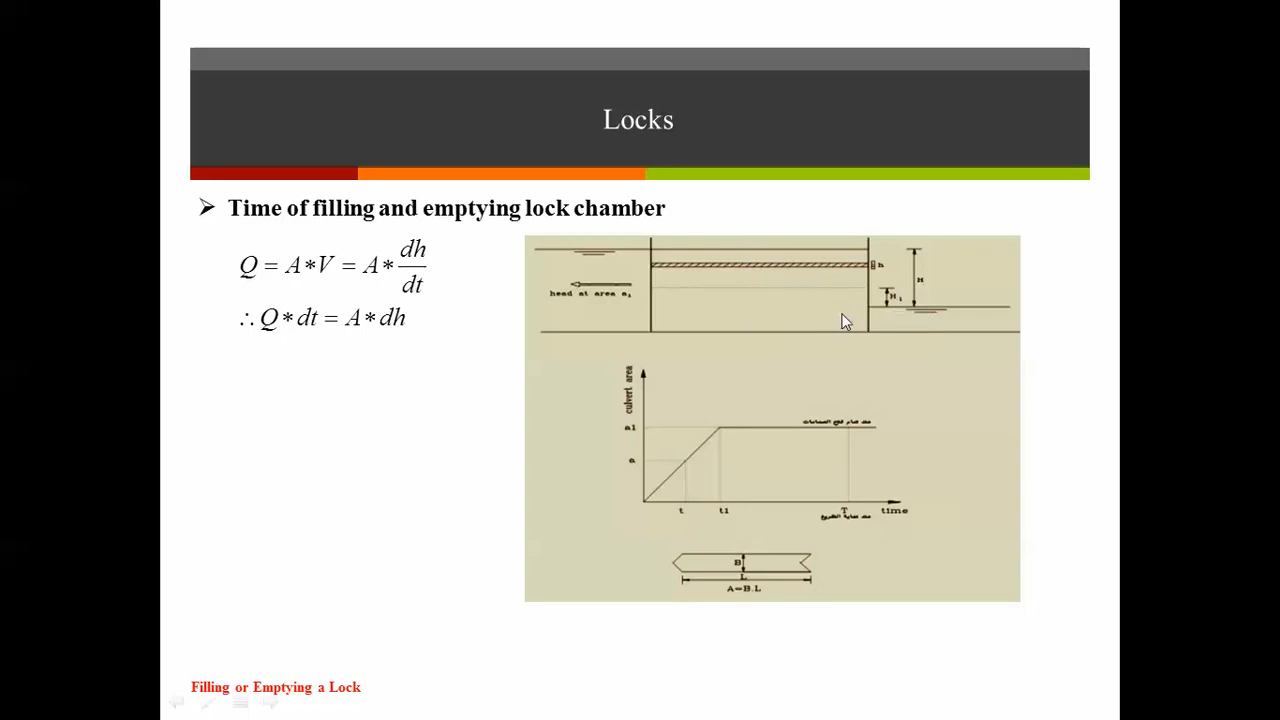 Locks
➢ Time of filling and emptying lock chamber
Q = A * V = A * dh/dt
∴ Q * dt = A * dh
h
H
H1
head at area a1
culvert area
a1
a
t
t1
T
time
B
L
A=B.L
Filling or Emptying a Lock